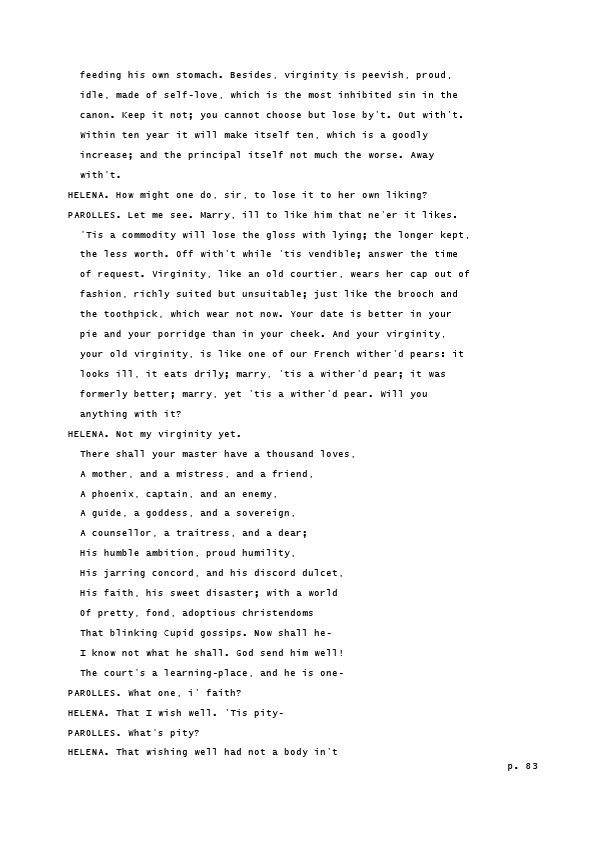 feeding his own stomach. Besides, virginity is peevish, proud,
idle, made of self-love, which is the most inhibited sin in the
canon. Keep it not; you cannot choose but lose by't. Out with't.
Within ten year it will make itself ten, which is a goodly
increase; and the principal itself not much the worse. Away
with't.
HELENA. How might one do, sir, to lose it to her own liking?
PAROLLES. Let me see. Marry, ill to like him that ne'er it likes.
'Tis a commodity will lose the gloss with lying; the longer kept,
the less worth. Off with't while 'tis vendible; answer the time
of request. Virginity, like an old courtier, wears her cap out of
fashion, richly suited but unsuitable; just like the brooch and
the toothpick, which wear not now. Your date is better in your
pie and your porridge than in your cheek. And your virginity,
your old virginity, is like one of our French wither'd pears: it
looks ill, it eats drily; marry, 'tis a wither'd pear; it was
formerly better; marry, yet 'tis a wither'd pear. Will you
anything with it?
HELENA. Not my virginity yet.
There shall your master have a thousand loves,
A mother, and a mistress, and a friend,
A phoenix, captain, and an enemy,
A guide, a goddess, and a sovereign,
A counsellor, a traitress, and a dear;
His humble ambition, proud humility,
His jarring concord, and his discord dulcet,
His faith, his sweet disaster; with a world
Of pretty, fond, adoptious christendoms
That blinking Cupid gossips. Now shall he-
I know not what he shall. God send him well!
The court's a learning-place, and he is one-
PAROLLES. What one, i' faith?
HELENA. That I wish well. 'Tis pity-
PAROLLES. What's pity?
HELENA. That wishing well had not a body in't
p. 83